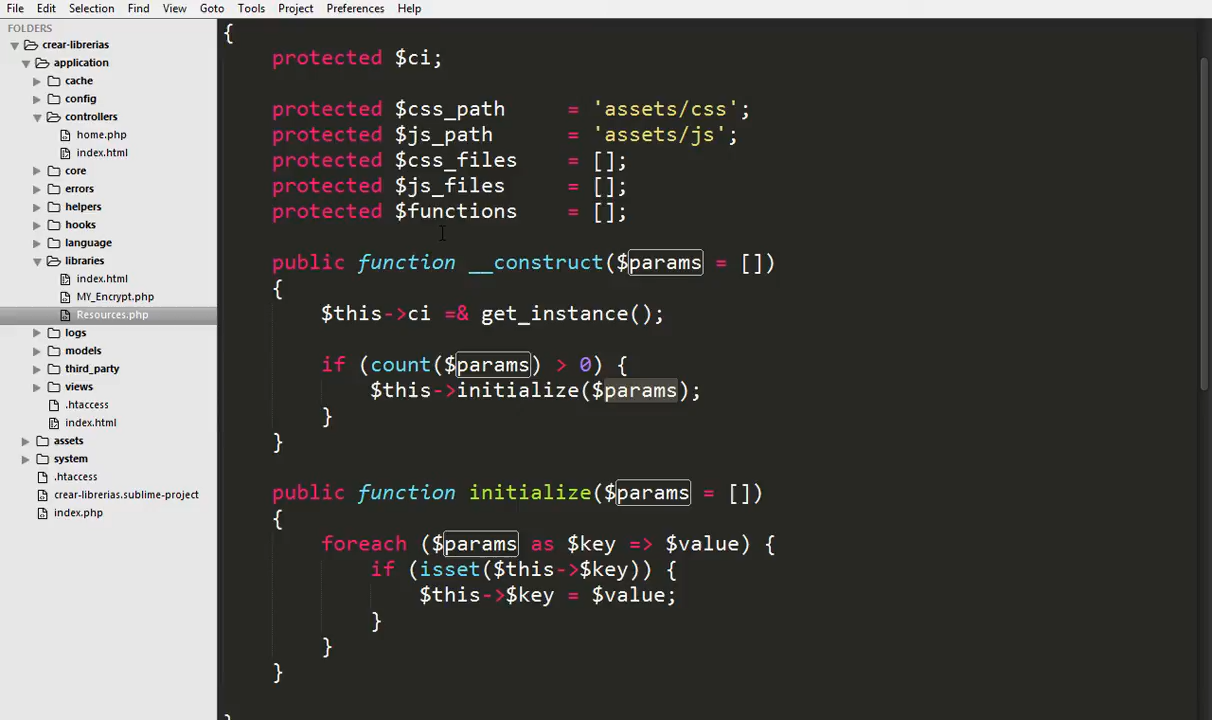 File Edit Selection Find View Goto Tools Project Preferences Help
FOLDERS
crear-librerias
application
cache
config
controllers
home.php
index.html
core
errors
helpers
hooks
language
libraries
index.html
MY_Encrypt.php
Resources.php
logs
models
third_party
views
.htaccess
index.html
assets
system
.htaccess
crear-librerias.sublime-project
index.php
{
protected $ci;
protected $css_path = 'assets/css';
protected $js_path = 'assets/js';
protected $css_files = [];
protected $js_files = [];
protected $functions = [];
public function __construct($params = [])
{
$this->ci =& get_instance();
if (count($params) > 0) {
$this->initialize($params);
}
}
public function initialize($params = [])
{
foreach ($params as $key => $value) {
if (isset($this->$key)) {
$this->$key = $value;
}
}
}